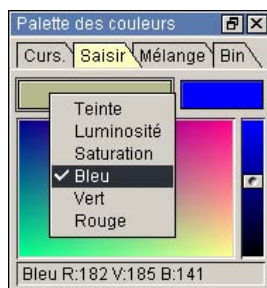 Palette des couleurs
Curs. Saisir Mélange Bin
Teinte
Luminosité
Saturation
Bleu
Vert
Rouge
Bleu R:182 V:185 B:141